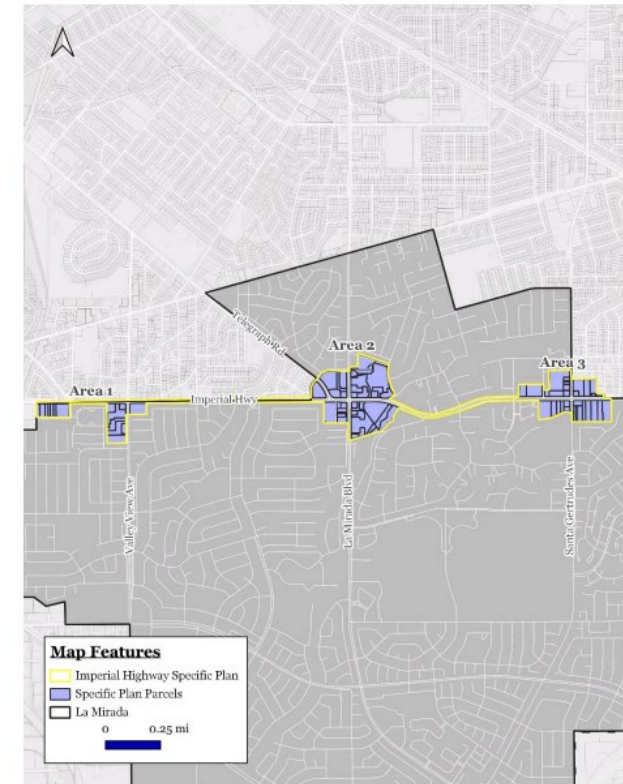 Telegraph Rd.
Area 2
Area 3
Area 1
Imperial Hwy
Valley View Ave
La Mirada Blvd
Santa Gertrudes Ave
Map Features
Imperial Highway Specific Plan
Specific Plan Parcels
La Mirada
0 0.25 mi